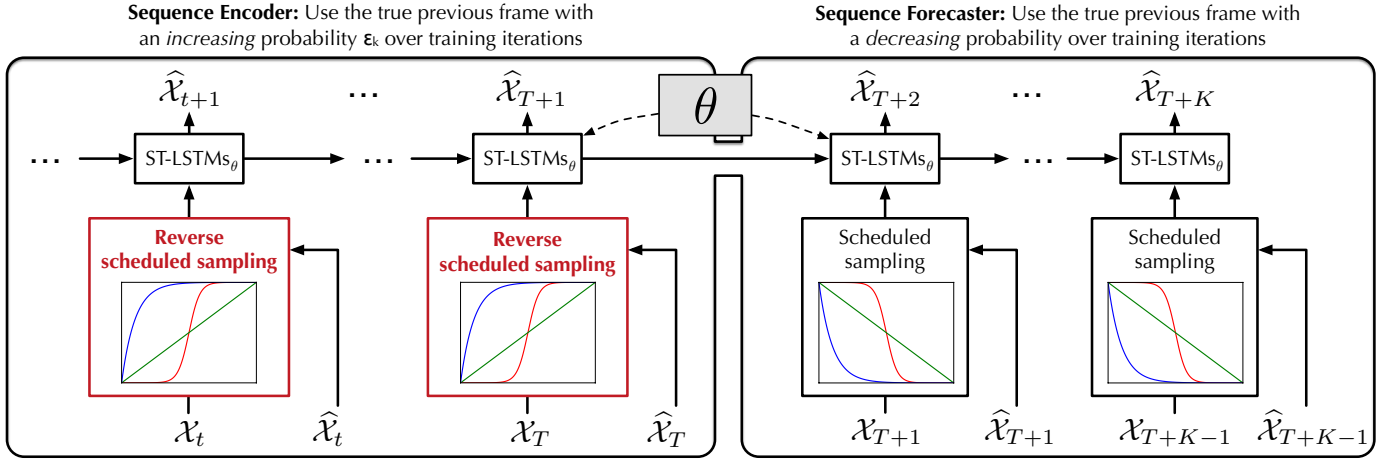 Sequence Encoder: Use the true previous frame with
an increasing probability εk over training iterations
Sequence Forecaster: Use the true previous frame with
a decreasing probability over training iterations
X̂t+1
...
X̂T+1
θ
X̂T+2
...
X̂T+K
...
ST-LSTMsθ
...
ST-LSTMsθ
ST-LSTMsθ
...
ST-LSTMsθ
Reverse
scheduled sampling
Reverse
scheduled sampling
Scheduled
sampling
Scheduled
sampling
Xt
X̂t
XT
X̂T
XT+1
X̂T+1
XT+K−1
X̂T+K−1